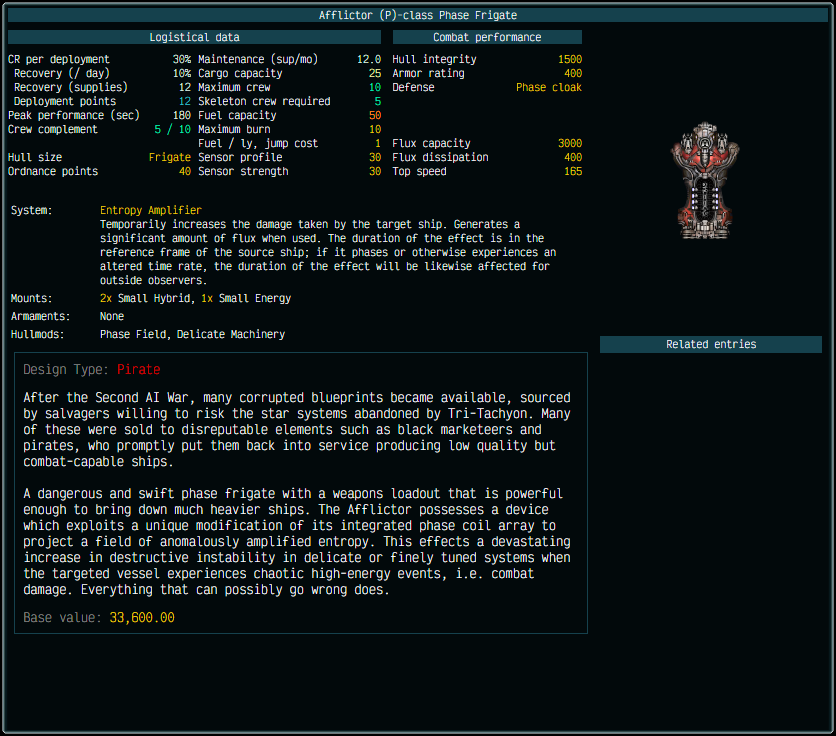 Afflictor (P)-class Phase Frigate
Logistical data
Combat performance
CR per deployment 30% Maintenance (sup/mo) 12.0 Hull integrity 1500
Recovery (/ day) 10% Cargo capacity 25 Armor rating 400
Recovery (supplies) 12 Maximum crew 10 Defense Phase cloak
Deployment points 12 Skeleton crew required 5
Peak performance (sec) 180 Fuel capacity 50
Crew complement 5 / 10 Maximum burn 10
Fuel / ly, jump cost 1 Flux capacity 3000
Hull size Frigate Sensor profile 30 Flux dissipation 400
Ordnance points 40 Sensor strength 30 Top speed 165
System: Entropy Amplifier
Temporarily increases the damage taken by the target ship. Generates a
significant amount of flux when used. The duration of the effect is in the
reference frame of the source ship; if it phases or otherwise experiences an
altered time rate, the duration of the effect will be likewise affected for
outside observers.
Mounts: 2x Small Hybrid, 1x Small Energy
Armaments: None
Hullmods: Phase Field, Delicate Machinery
Related entries
Design Type: Pirate
After the Second AI War, many corrupted blueprints became available, sourced
by salvagers willing to risk the star systems abandoned by Tri-Tachyon. Many
of these were sold to disreputable elements such as black marketeers and
pirates, who promptly put them back into service producing low quality but
combat-capable ships.
A dangerous and swift phase frigate with a weapons loadout that is powerful
enough to bring down much heavier ships. The Afflictor possesses a device
which exploits a unique modification of its integrated phase coil array to
project a field of anomalously amplified entropy. This effects a devastating
increase in destructive instability in delicate or finely tuned systems when
the targeted vessel experiences chaotic high-energy events, i.e. combat
damage. Everything that can possibly go wrong does.
Base value: 33,600.00